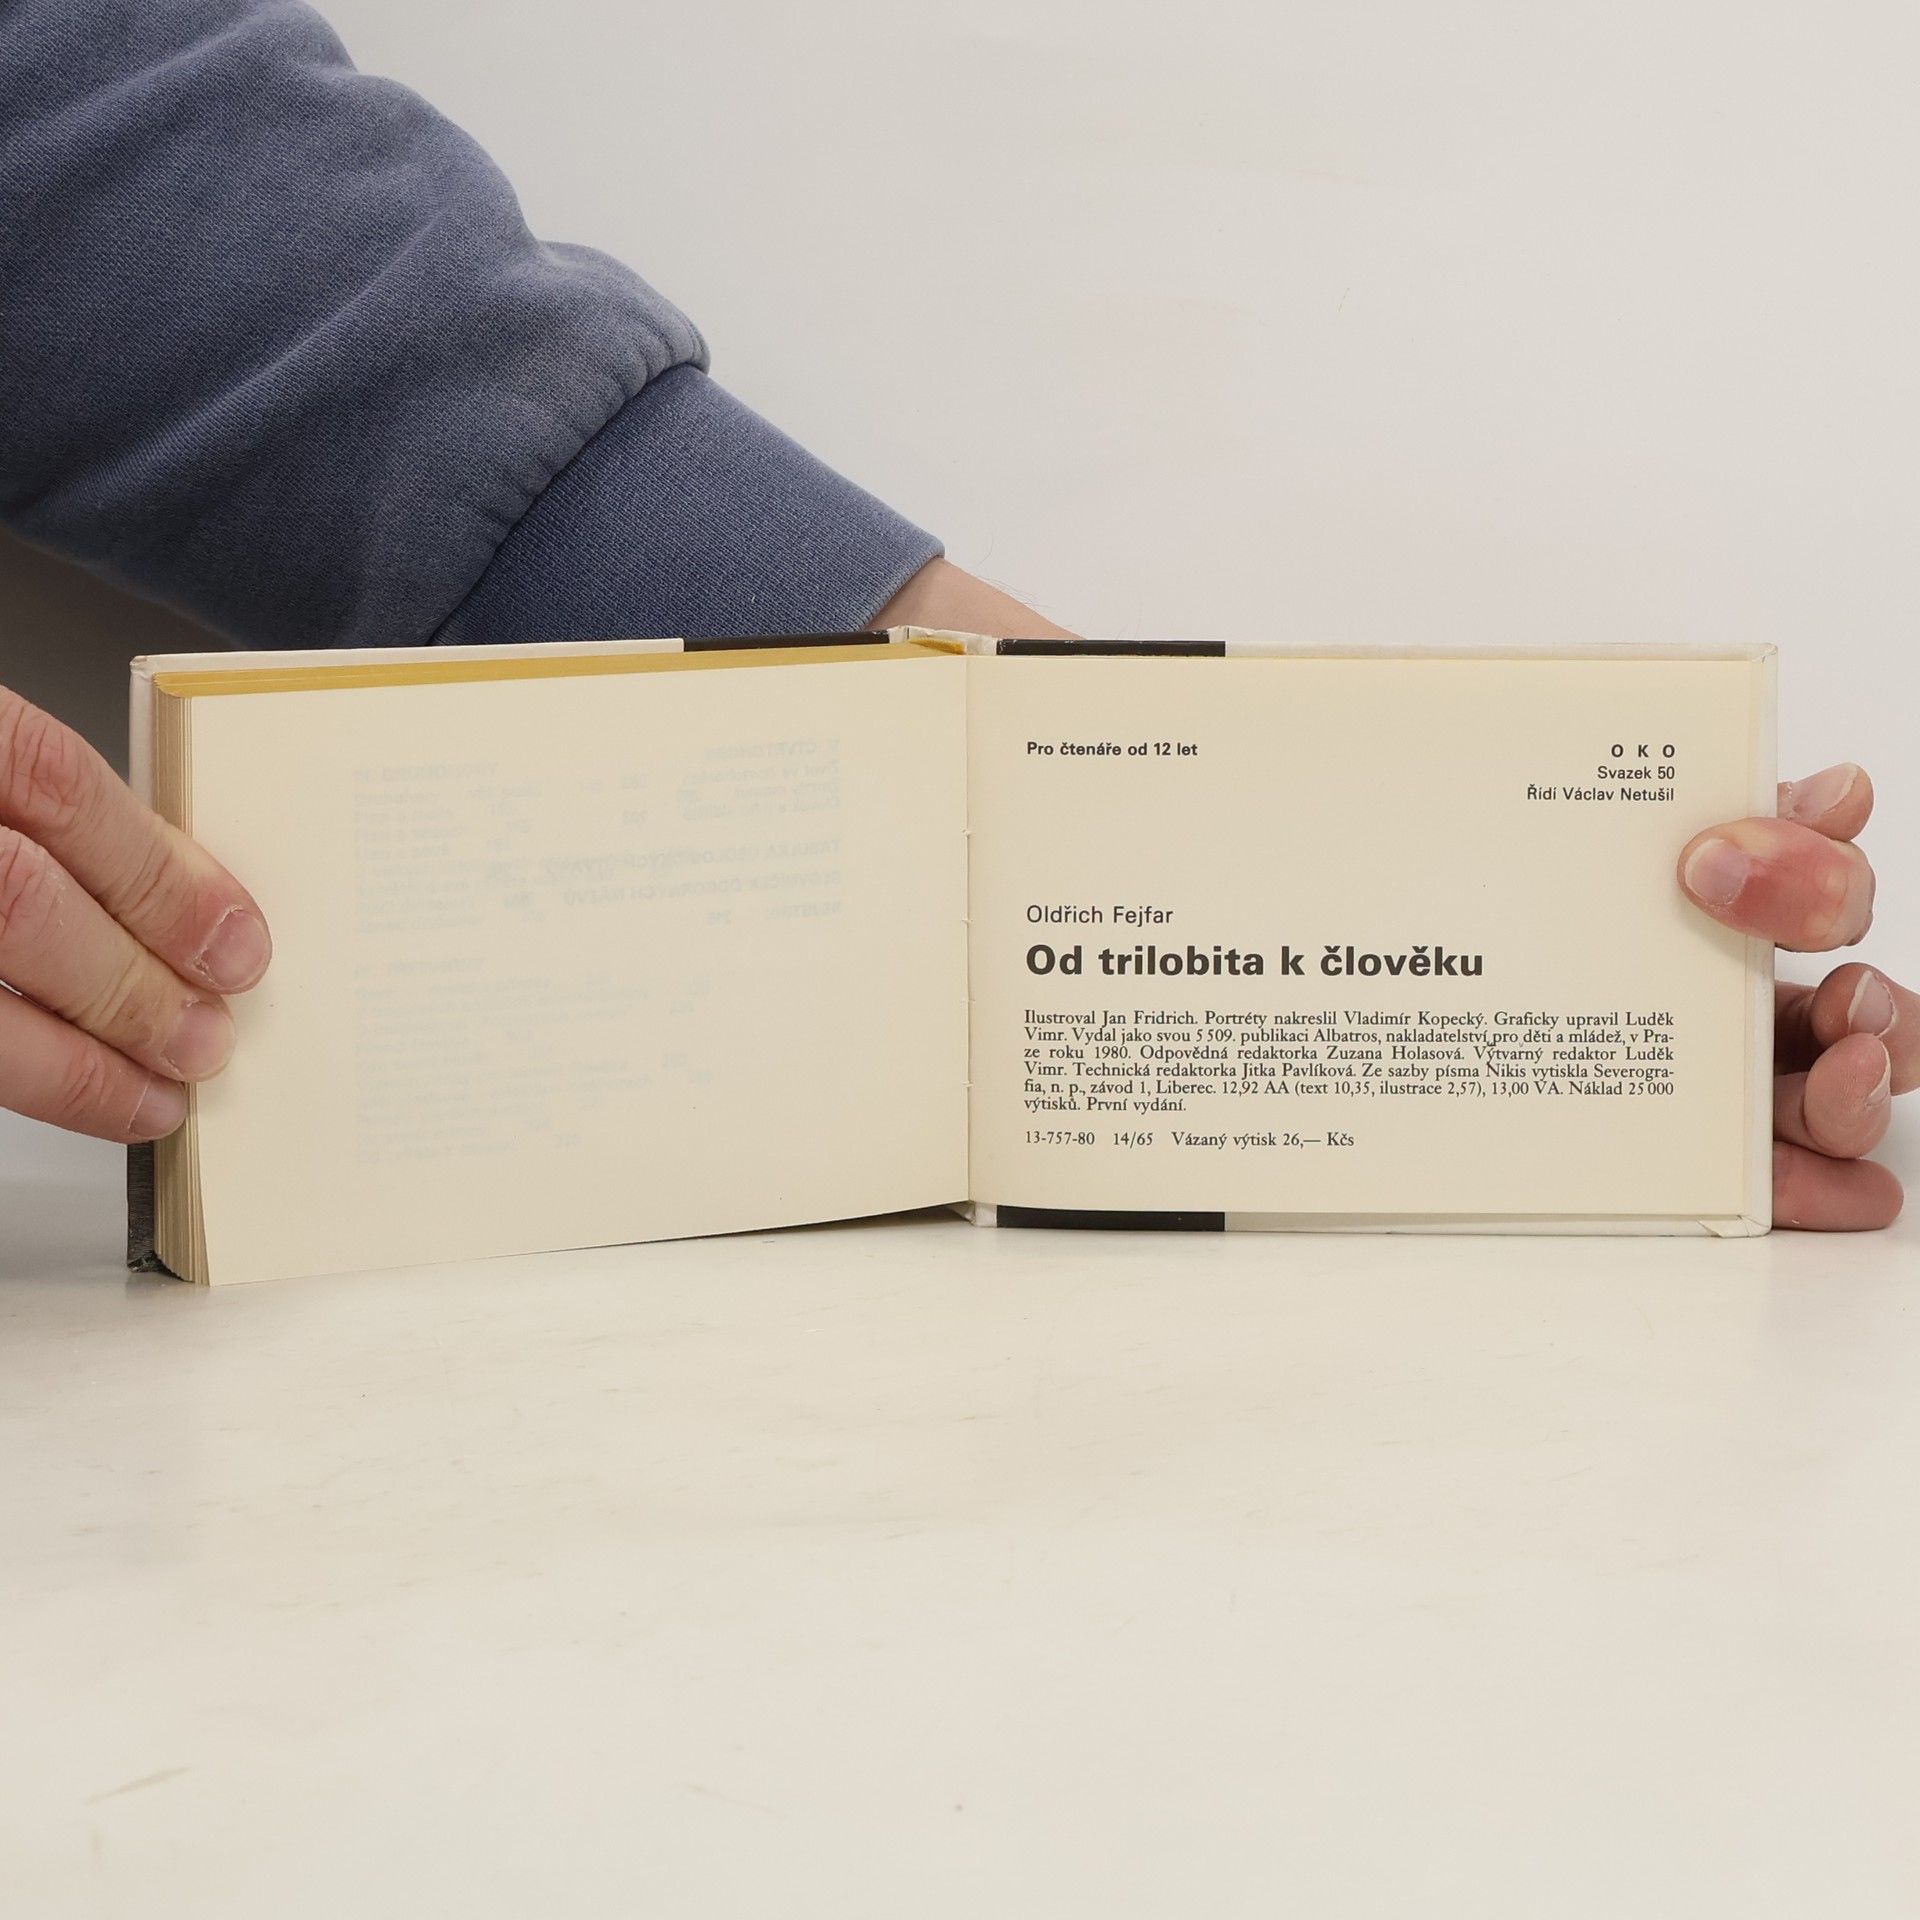 Pro čtenáře od 12 let
O K O
Svazek 50
Řídí Václav Netušil
Oldřich Fejfar
Od trilobita k člověku
Ilustroval Jan Fridrich. Portréty nakreslil Vladimír Kopecký. Graficky upravil Luděk
Vimr. Vydal jako svou 5 509. publikaci Albatros, nakladatelství pro děti a mládež, v Pra-
ze roku 1980. Odpovědná redaktorka Zuzana Holasová. Výtvarný redaktor Luděk
Vimr. Technická redaktorka Jitka Pavlíková. Ze sazby písma Nikis vytiskla Severogra-
fia, n. p., závod 1, Liberec. 12,92 AA (text 10,35, ilustrace 2,57), 13,00 VA. Náklad 25 000
výtisků. První vydání.
13-757-80 14/65 Vázaný výtisk 26,— Kčs